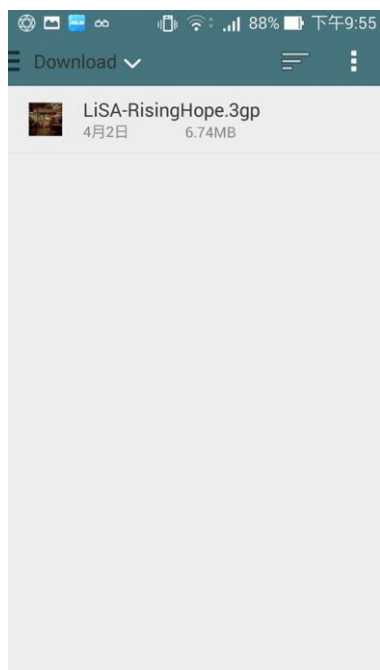 88% 下午9:55
Download
LiSA-RisingHope.3gp
4月2日 6.74MB